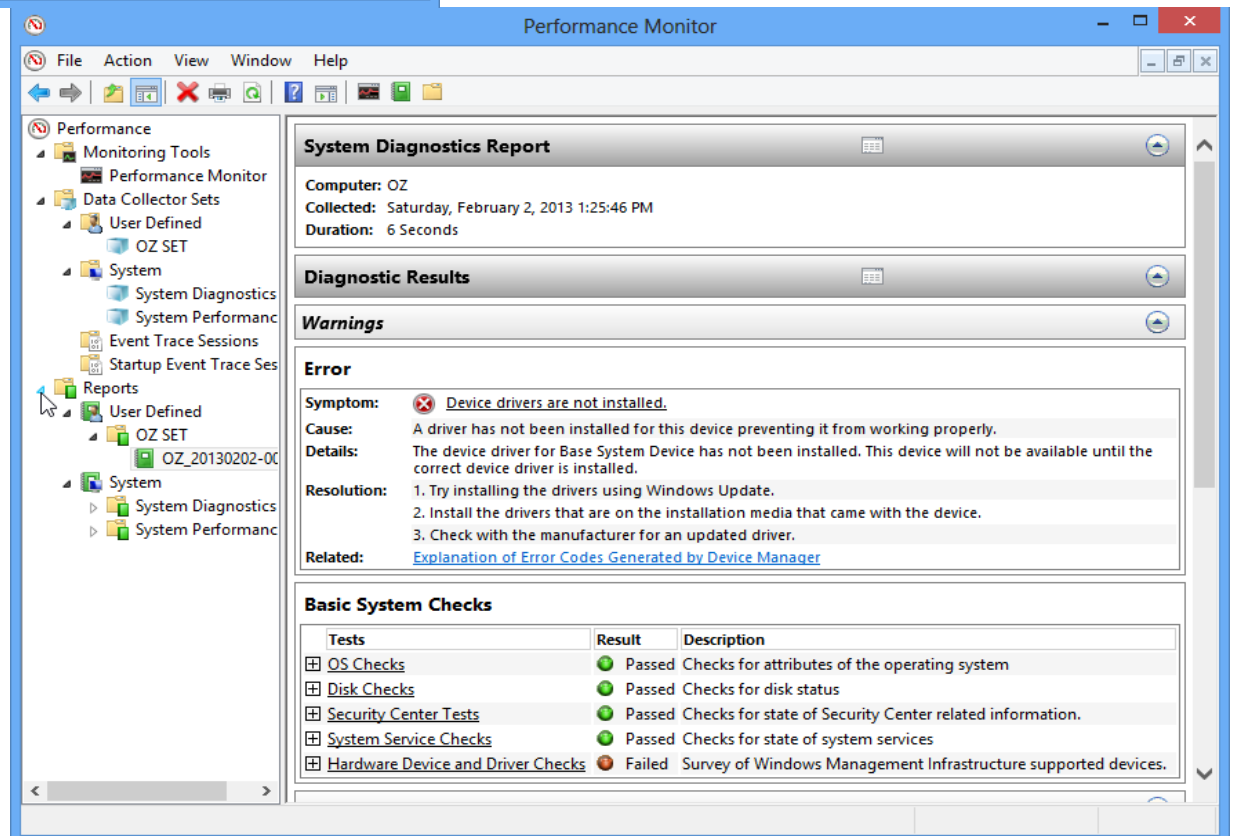 Performance Monitor
File Action View Window Help
Performance
Monitoring Tools
Performance Monitor
Data Collector Sets
User Defined
OZ SET
System
System Diagnostics
System Performanc
Event Trace Sessions
Startup Event Trace Ses
Reports
User Defined
OZ SET
OZ_20130202-00
System
System Diagnostics
System Performanc
System Diagnostics Report
Computer: OZ
Collected: Saturday, February 2, 2013 1:25:46 PM
Duration: 6 Seconds
Diagnostic Results
Warnings
Error
Symptom: Device drivers are not installed.
Cause: A driver has not been installed for this device preventing it from working properly.
Details: The device driver for Base System Device has not been installed. This device will not be available until the
correct device driver is installed.
Resolution: 1. Try installing the drivers using Windows Update.
2. Install the drivers that are on the installation media that came with the device.
3. Check with the manufacturer for an updated driver.
Related: Explanation of Error Codes Generated by Device Manager
Basic System Checks
Tests Result Description
OS Checks Passed Checks for attributes of the operating system
Disk Checks Passed Checks for disk status
Security Center Tests Passed Checks for state of Security Center related information.
System Service Checks Passed Checks for state of system services
Hardware Device and Driver Checks Failed Survey of Windows Management Infrastructure supported devices.